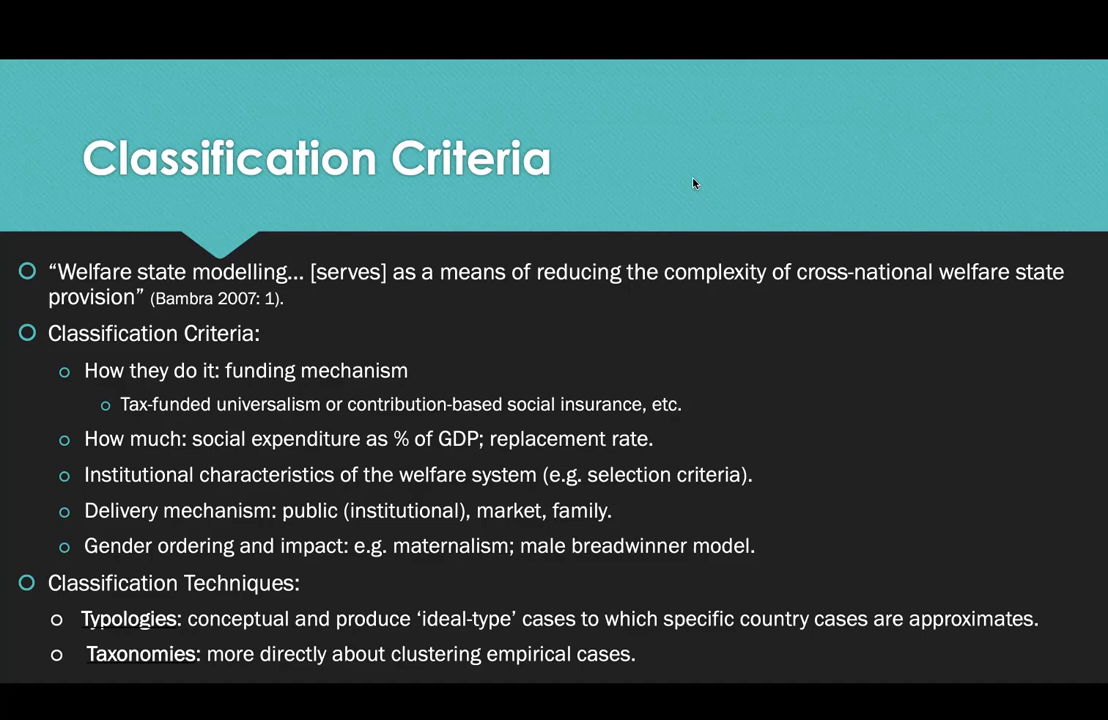 Classification Criteria
“Welfare state modelling... [serves] as a means of reducing the complexity of cross-national welfare state
provision” (Bambra 2007: 1).
Classification Criteria:
How they do it: funding mechanism
Tax-funded universalism or contribution-based social insurance, etc.
How much: social expenditure as % of GDP; replacement rate.
Institutional characteristics of the welfare system (e.g. selection criteria).
Delivery mechanism: public (institutional), market, family.
Gender ordering and impact: e.g. maternalism; male breadwinner model.
Classification Techniques:
Typologies: conceptual and produce ‘ideal-type’ cases to which specific country cases are approximates.
Taxonomies: more directly about clustering empirical cases.